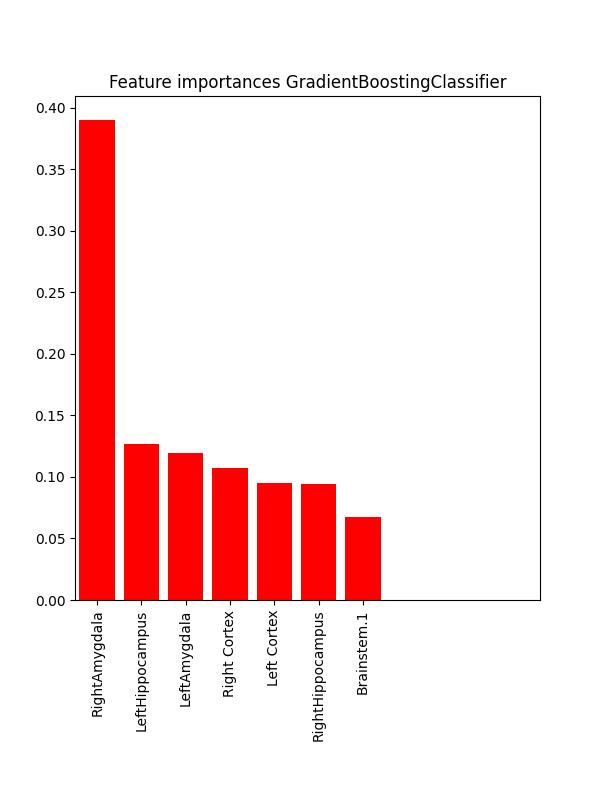 Feature importances GradientBoostingClassifier
0.40
0.35
0.30
0.25
0.20
0.15
0.10
0.05
0.00
RightAmygdala
LeftHippocampus
LeftAmygdala
Right Cortex
Left Cortex
RightHippocampus
Brainstem.1